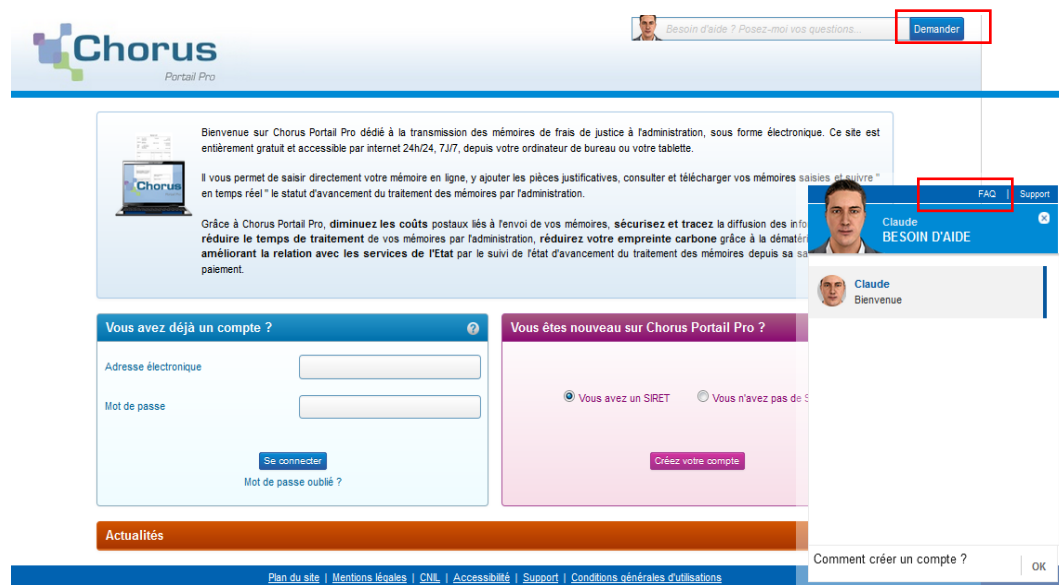 Besoin d'aide ? Posez-moi vos questions...
Demander
Chorus
Portail Pro
Bienvenue sur Chorus Portail Pro dédié à la transmission des mémoires de frais de justice à l'administration, sous forme électronique. Ce site est
entièrement gratuit et accessible par internet 24h/24, 7J/7, depuis votre ordinateur de bureau ou votre tablette.
Il vous permet de saisir directement votre mémoire en ligne, y ajouter les pièces justificatives, consulter et télécharger vos mémoires saisies et suivre "
en temps réel " le statut d'avancement du traitement des mémoires par l'administration.
Grâce à Chorus Portail Pro, diminuez les coûts postaux liés à l'envoi de vos mémoires, sécurisez et tracez la diffusion des info
réduire le temps de traitement de vos mémoires par l'administration, réduirez votre empreinte carbone grâce à la dématéri
améliorant la relation avec les services de l'Etat par le suivi de l'état d'avancement du traitement des mémoires depuis sa sa
paiement.
Chorus
FAQ | Support
Claude
BESOIN D'AIDE
Claude
Bienvenue
Vous avez déjà un compte ?
?
Adresse électronique
Mot de passe
Se connecter
Mot de passe oublié ?
Vous êtes nouveau sur Chorus Portail Pro ?
Vous avez un SIRET
Vous n'avez pas de S
Créez votre compte
Actualités
Comment créer un compte ?
OK
Plan du site | Mentions légales | CNIL | Accessibilité | Support | Conditions générales d'utilisations